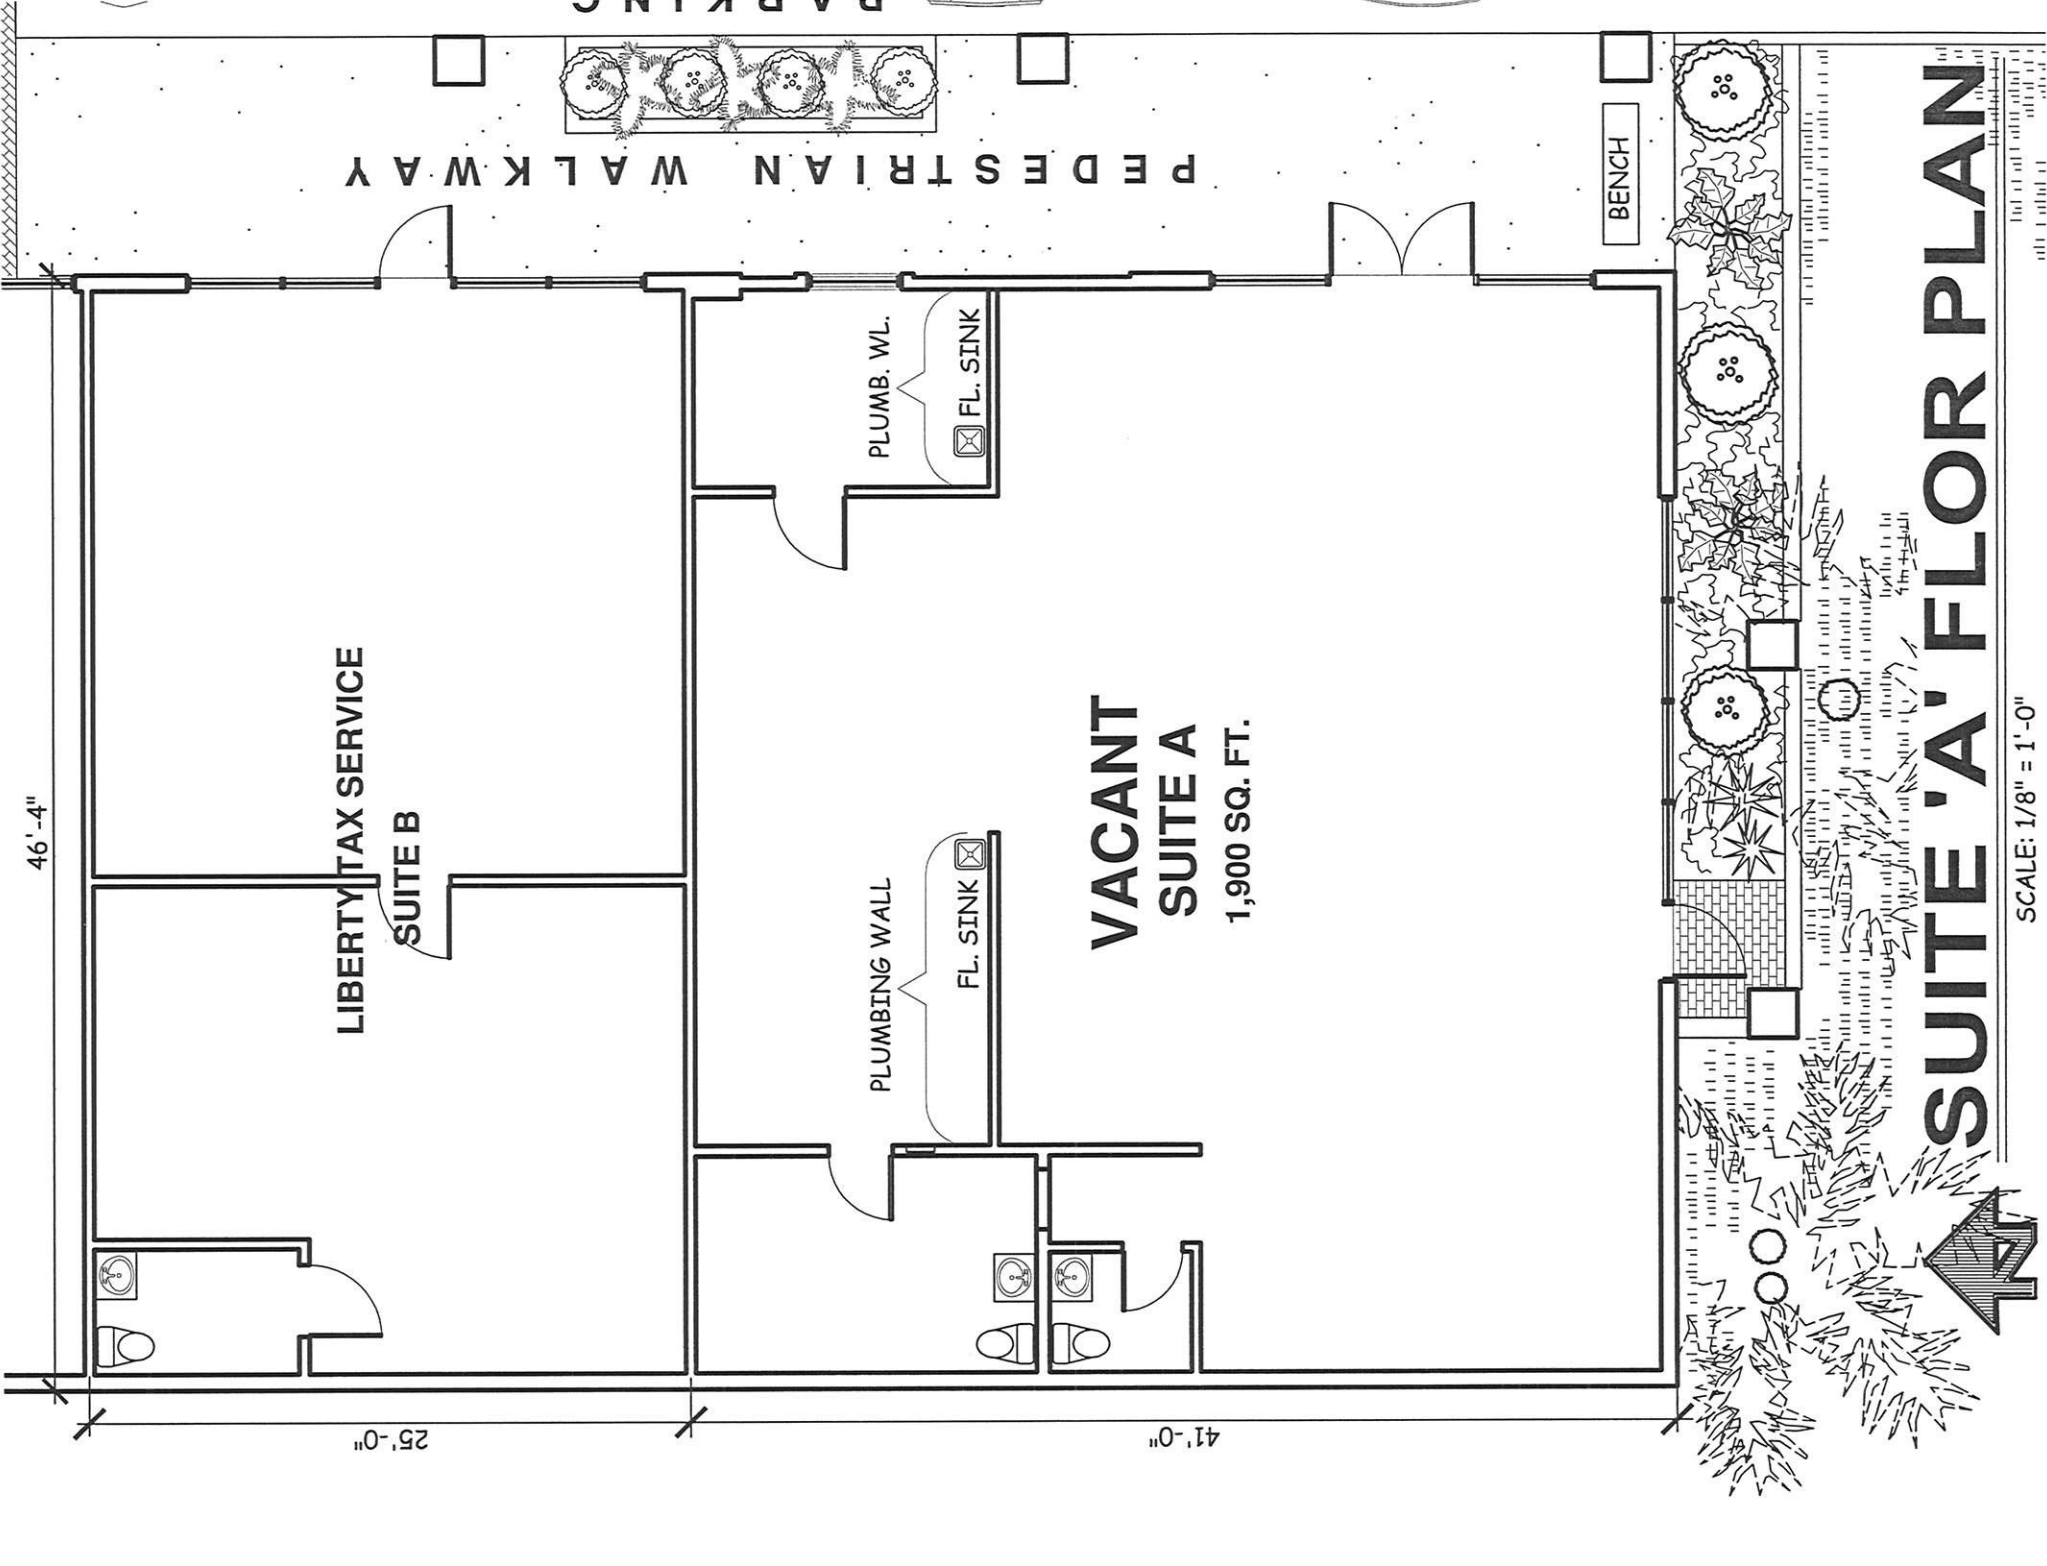 PARKING
PEDESTRIAN WALKWAY
BENCH
PLUMB. WL.
FL. SINK
46'-4"
LIBERTY TAX SERVICE
SUITE B
PLUMBING WALL
FL. SINK
VACANT
SUITE A
1,900 SQ. FT.
25'-0"
41'-0"
SUITE 'A' FLOOR PLAN
SCALE: 1/8" = 1'-0"